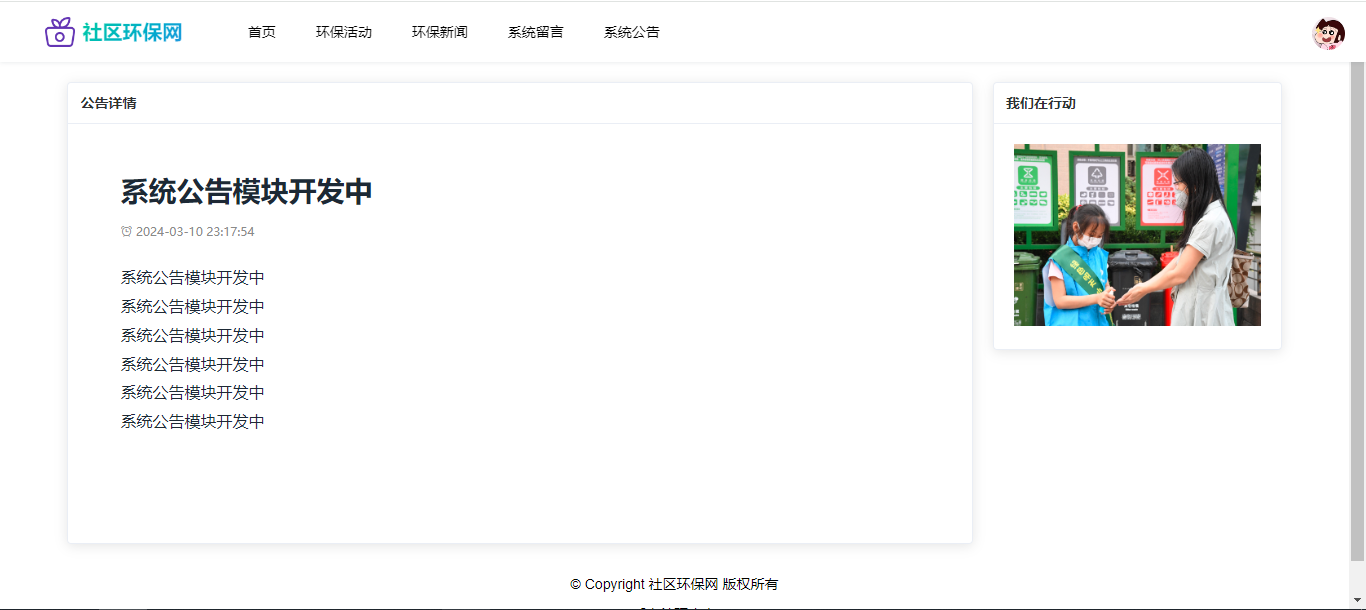 社区环保网
首页
环保活动
环保新闻
系统留言
系统公告
公告详情
系统公告模块开发中
2024-03-10 23:17:54
系统公告模块开发中
系统公告模块开发中
系统公告模块开发中
系统公告模块开发中
系统公告模块开发中
系统公告模块开发中
我们在行动
© Copyright 社区环保网 版权所有